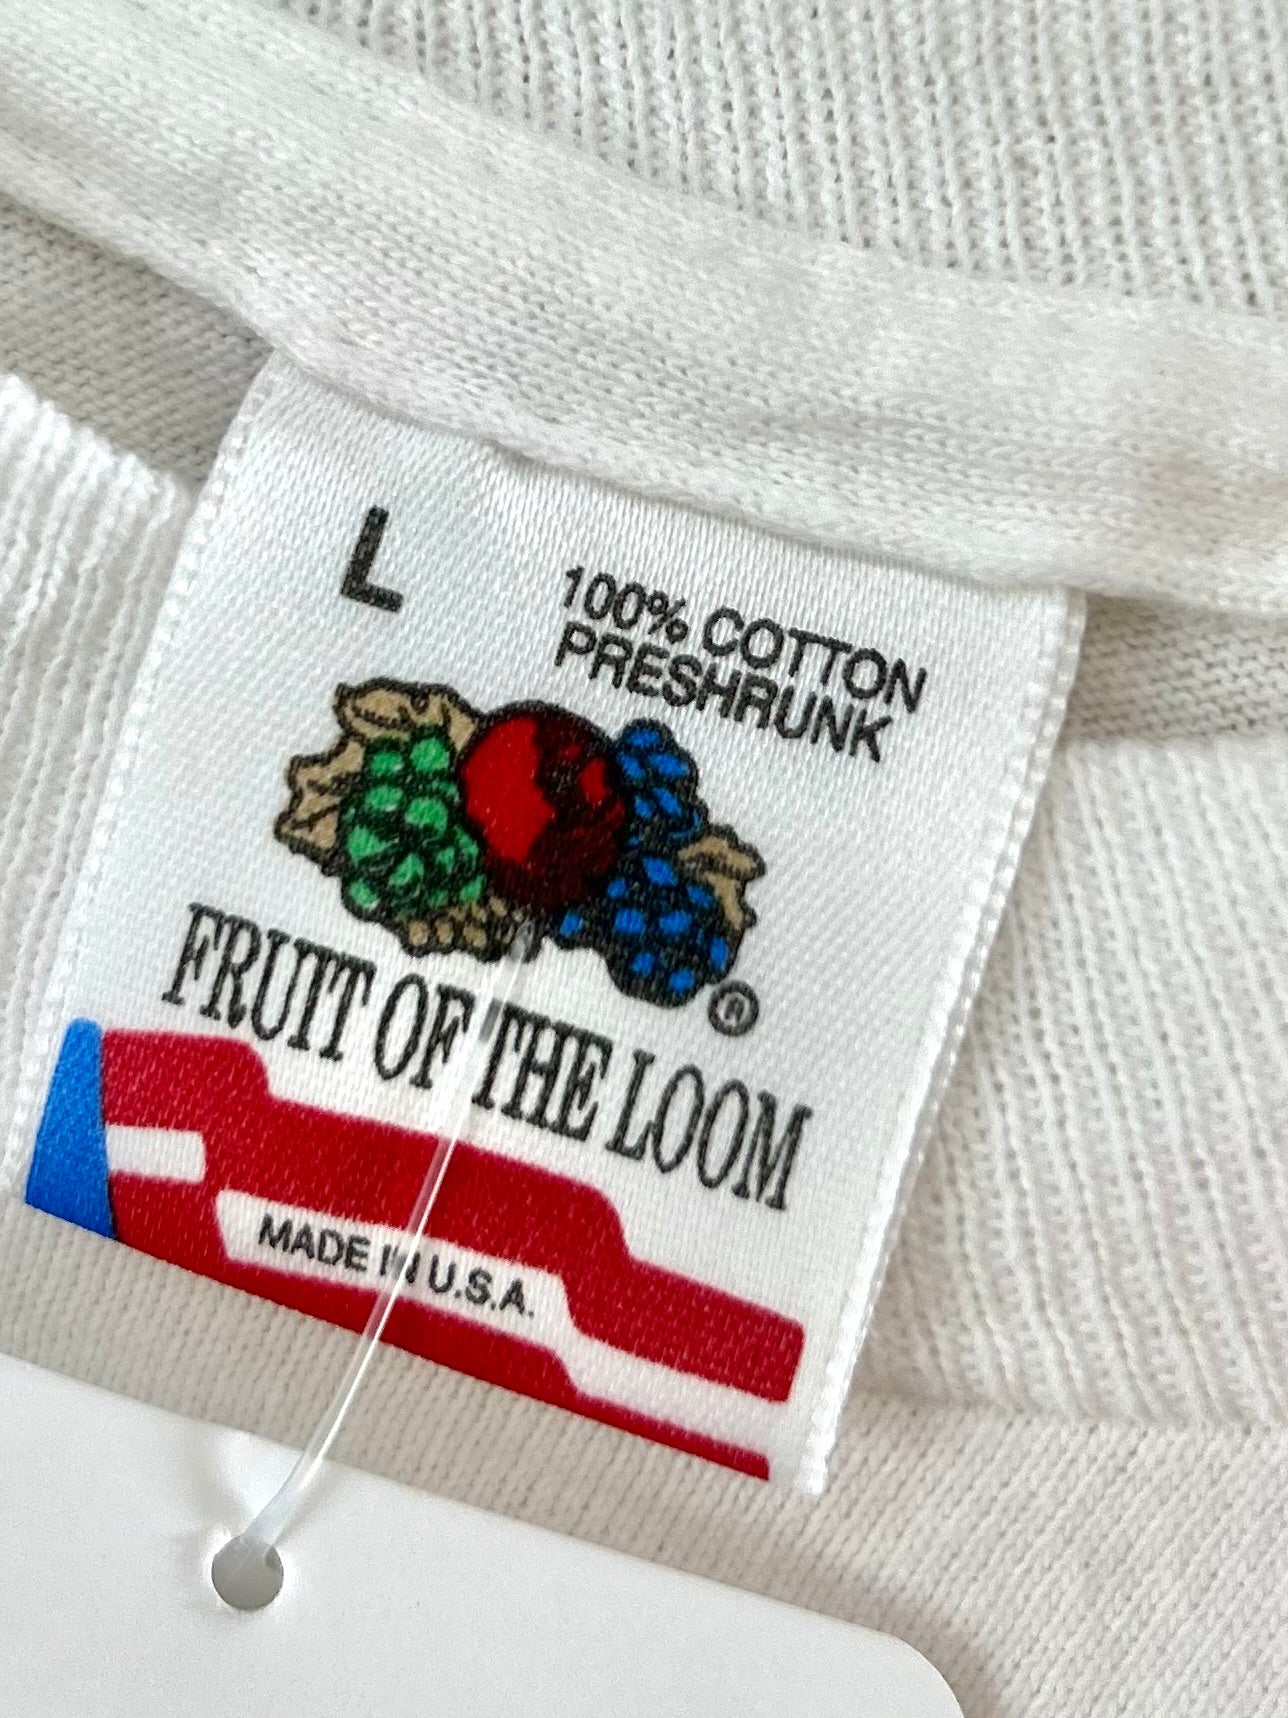 L
100% COTTON
PRESHRUNK
®
FRUIT OF THE LOOM
MADE IN U.S.A.